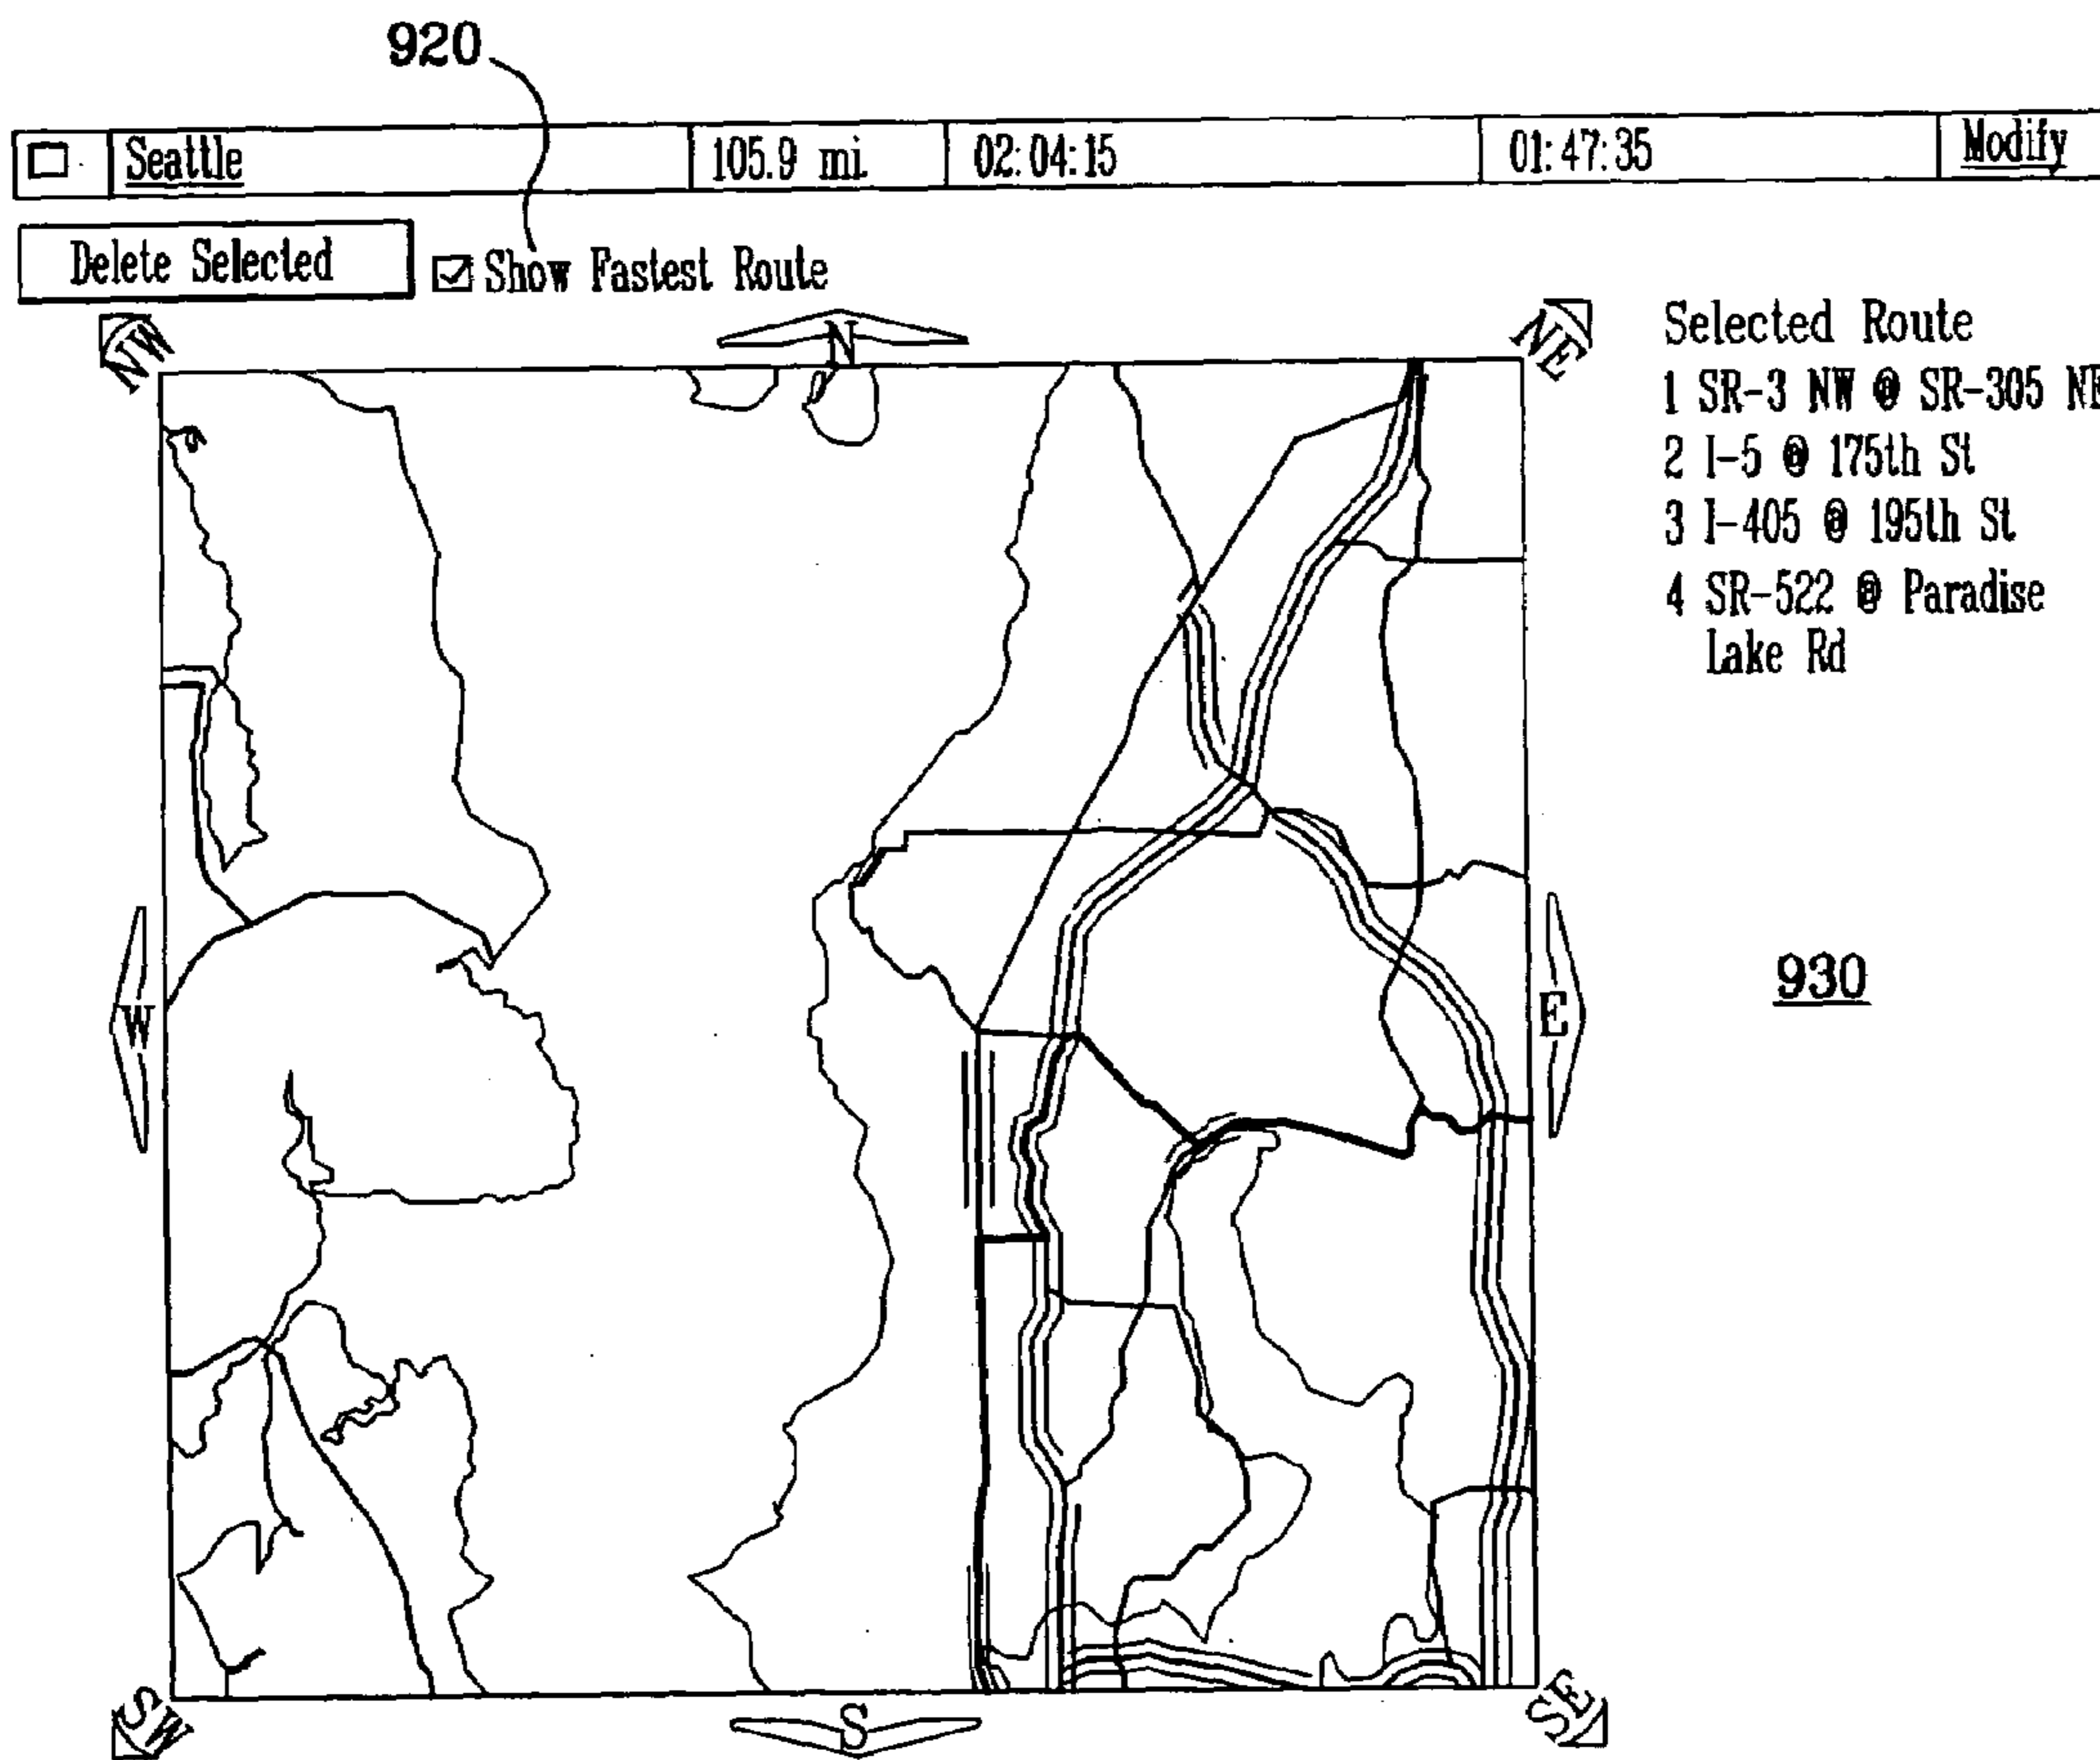 920
Seattle 105.9 mi. 02:04:15 01:47:35 Modify
Delete Selected
Show Fastest Route
NW
N
NE
Selected Route
1 SR-3 NW @ SR-305 NE
2 I-5 @ 175th St
3 I-405 @ 195th St
4 SR-522 @ Paradise
Lake Rd
W
E
930
SW
S
SE